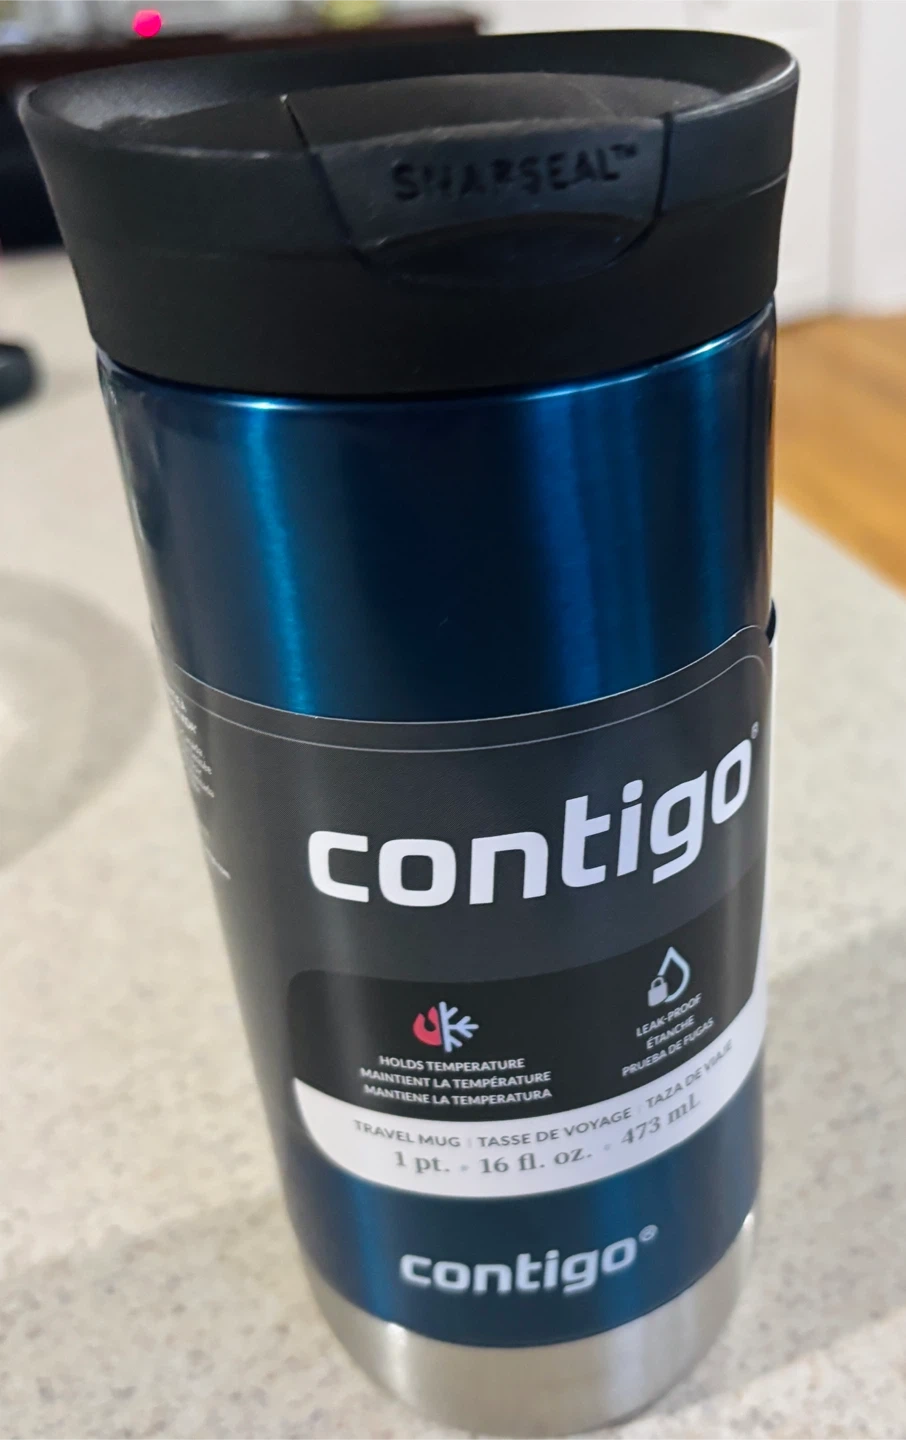 SNAPSEAL™
contigo®
HOLDS TEMPERATURE
MAINTIENT LA TEMPÉRATURE
MANTIENE LA TEMPERATURA
LEAK-PROOF
ÉTANCHE
PRUEBA DE FUGAS
TRAVEL MUG | TASSE DE VOYAGE | TAZA DE VIAJE
1 pt. • 16 fl. oz. • 473 mL
contigo®